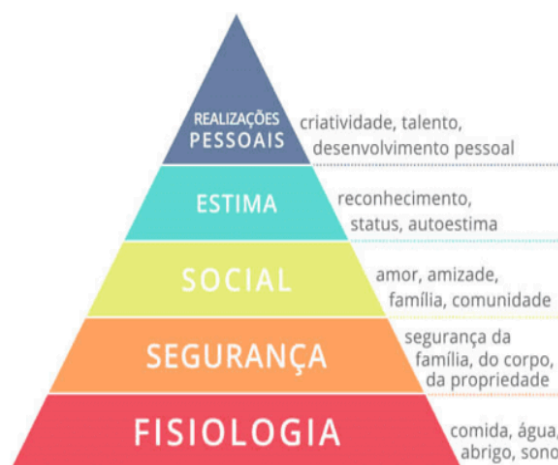 REALIZAÇÕES
PESSOAIS
criatividade, talento,
desenvolvimento pessoal
ESTIMA
reconhecimento,
status, autoestima
SOCIAL
amor, amizade,
família, comunidade
SEGURANÇA
segurança da
família, do corpo,
da propriedade
FISIOLOGIA
comida, água,
abrigo, sono